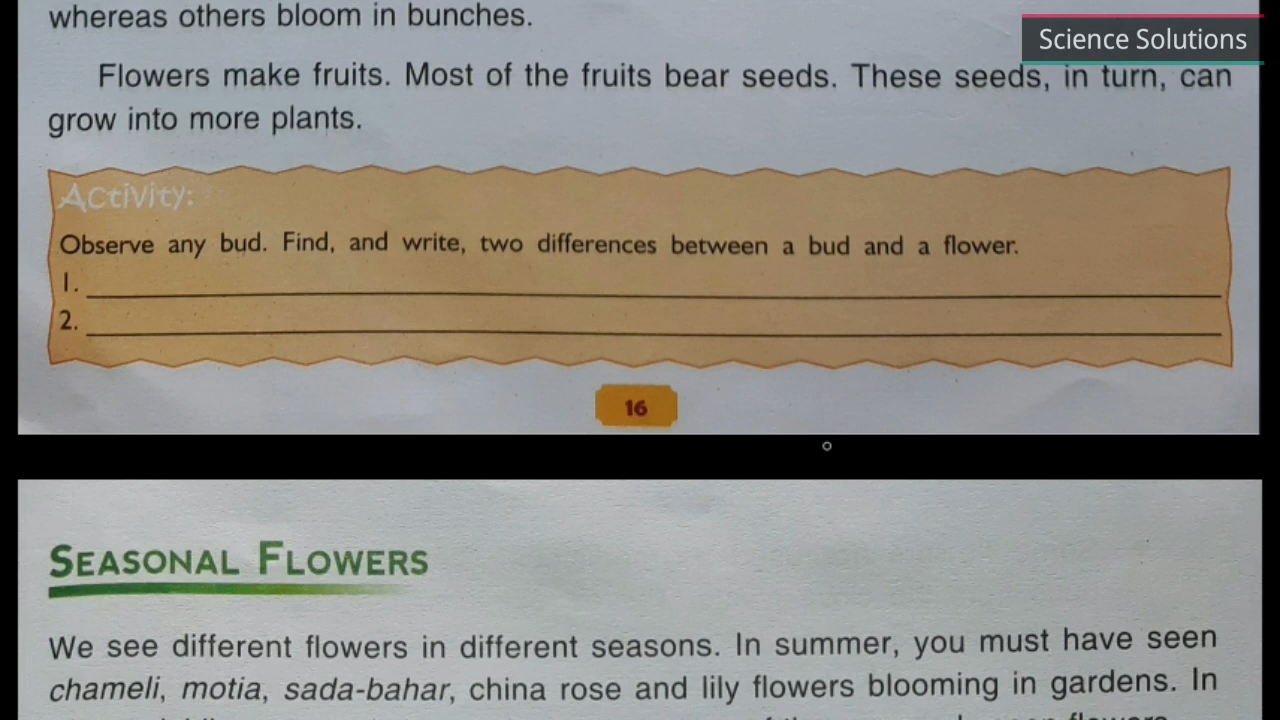 whereas others bloom in bunches.
Science Solutions
Flowers make fruits. Most of the fruits bear seeds. These seeds, in turn, can
grow into more plants.
Activity:
Observe any bud. Find, and write, two differences between a bud and a flower.
1.
2.
16
SEASONAL FLOWERS
We see different flowers in different seasons. In summer, you must have seen
chameli, motia, sada-bahar, china rose and lily flowers blooming in gardens. In